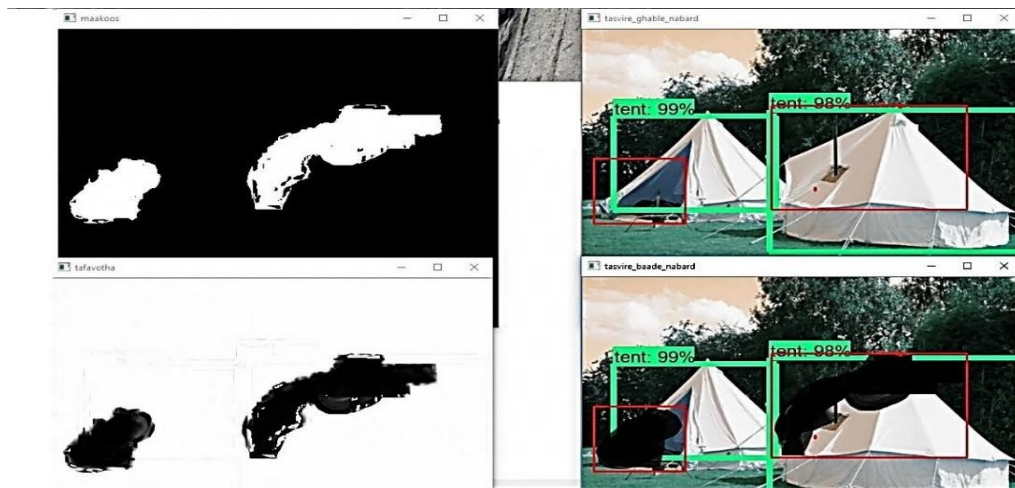 maakoos
tasvire_ghable_nabard
tent: 99%
tent: 98%
tafavotha
tasvire_baade_nabard
tent: 99%
tent: 98%